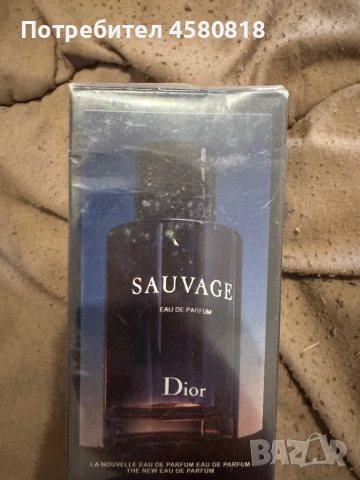 Потребител 4580818
SAUVAGE
EAU DE PARFUM
Dior
LA NOUVELLE EAU DE PARFUM EAU DE PARFUM
THE NEW EAU DE PARFUM
BAZAR